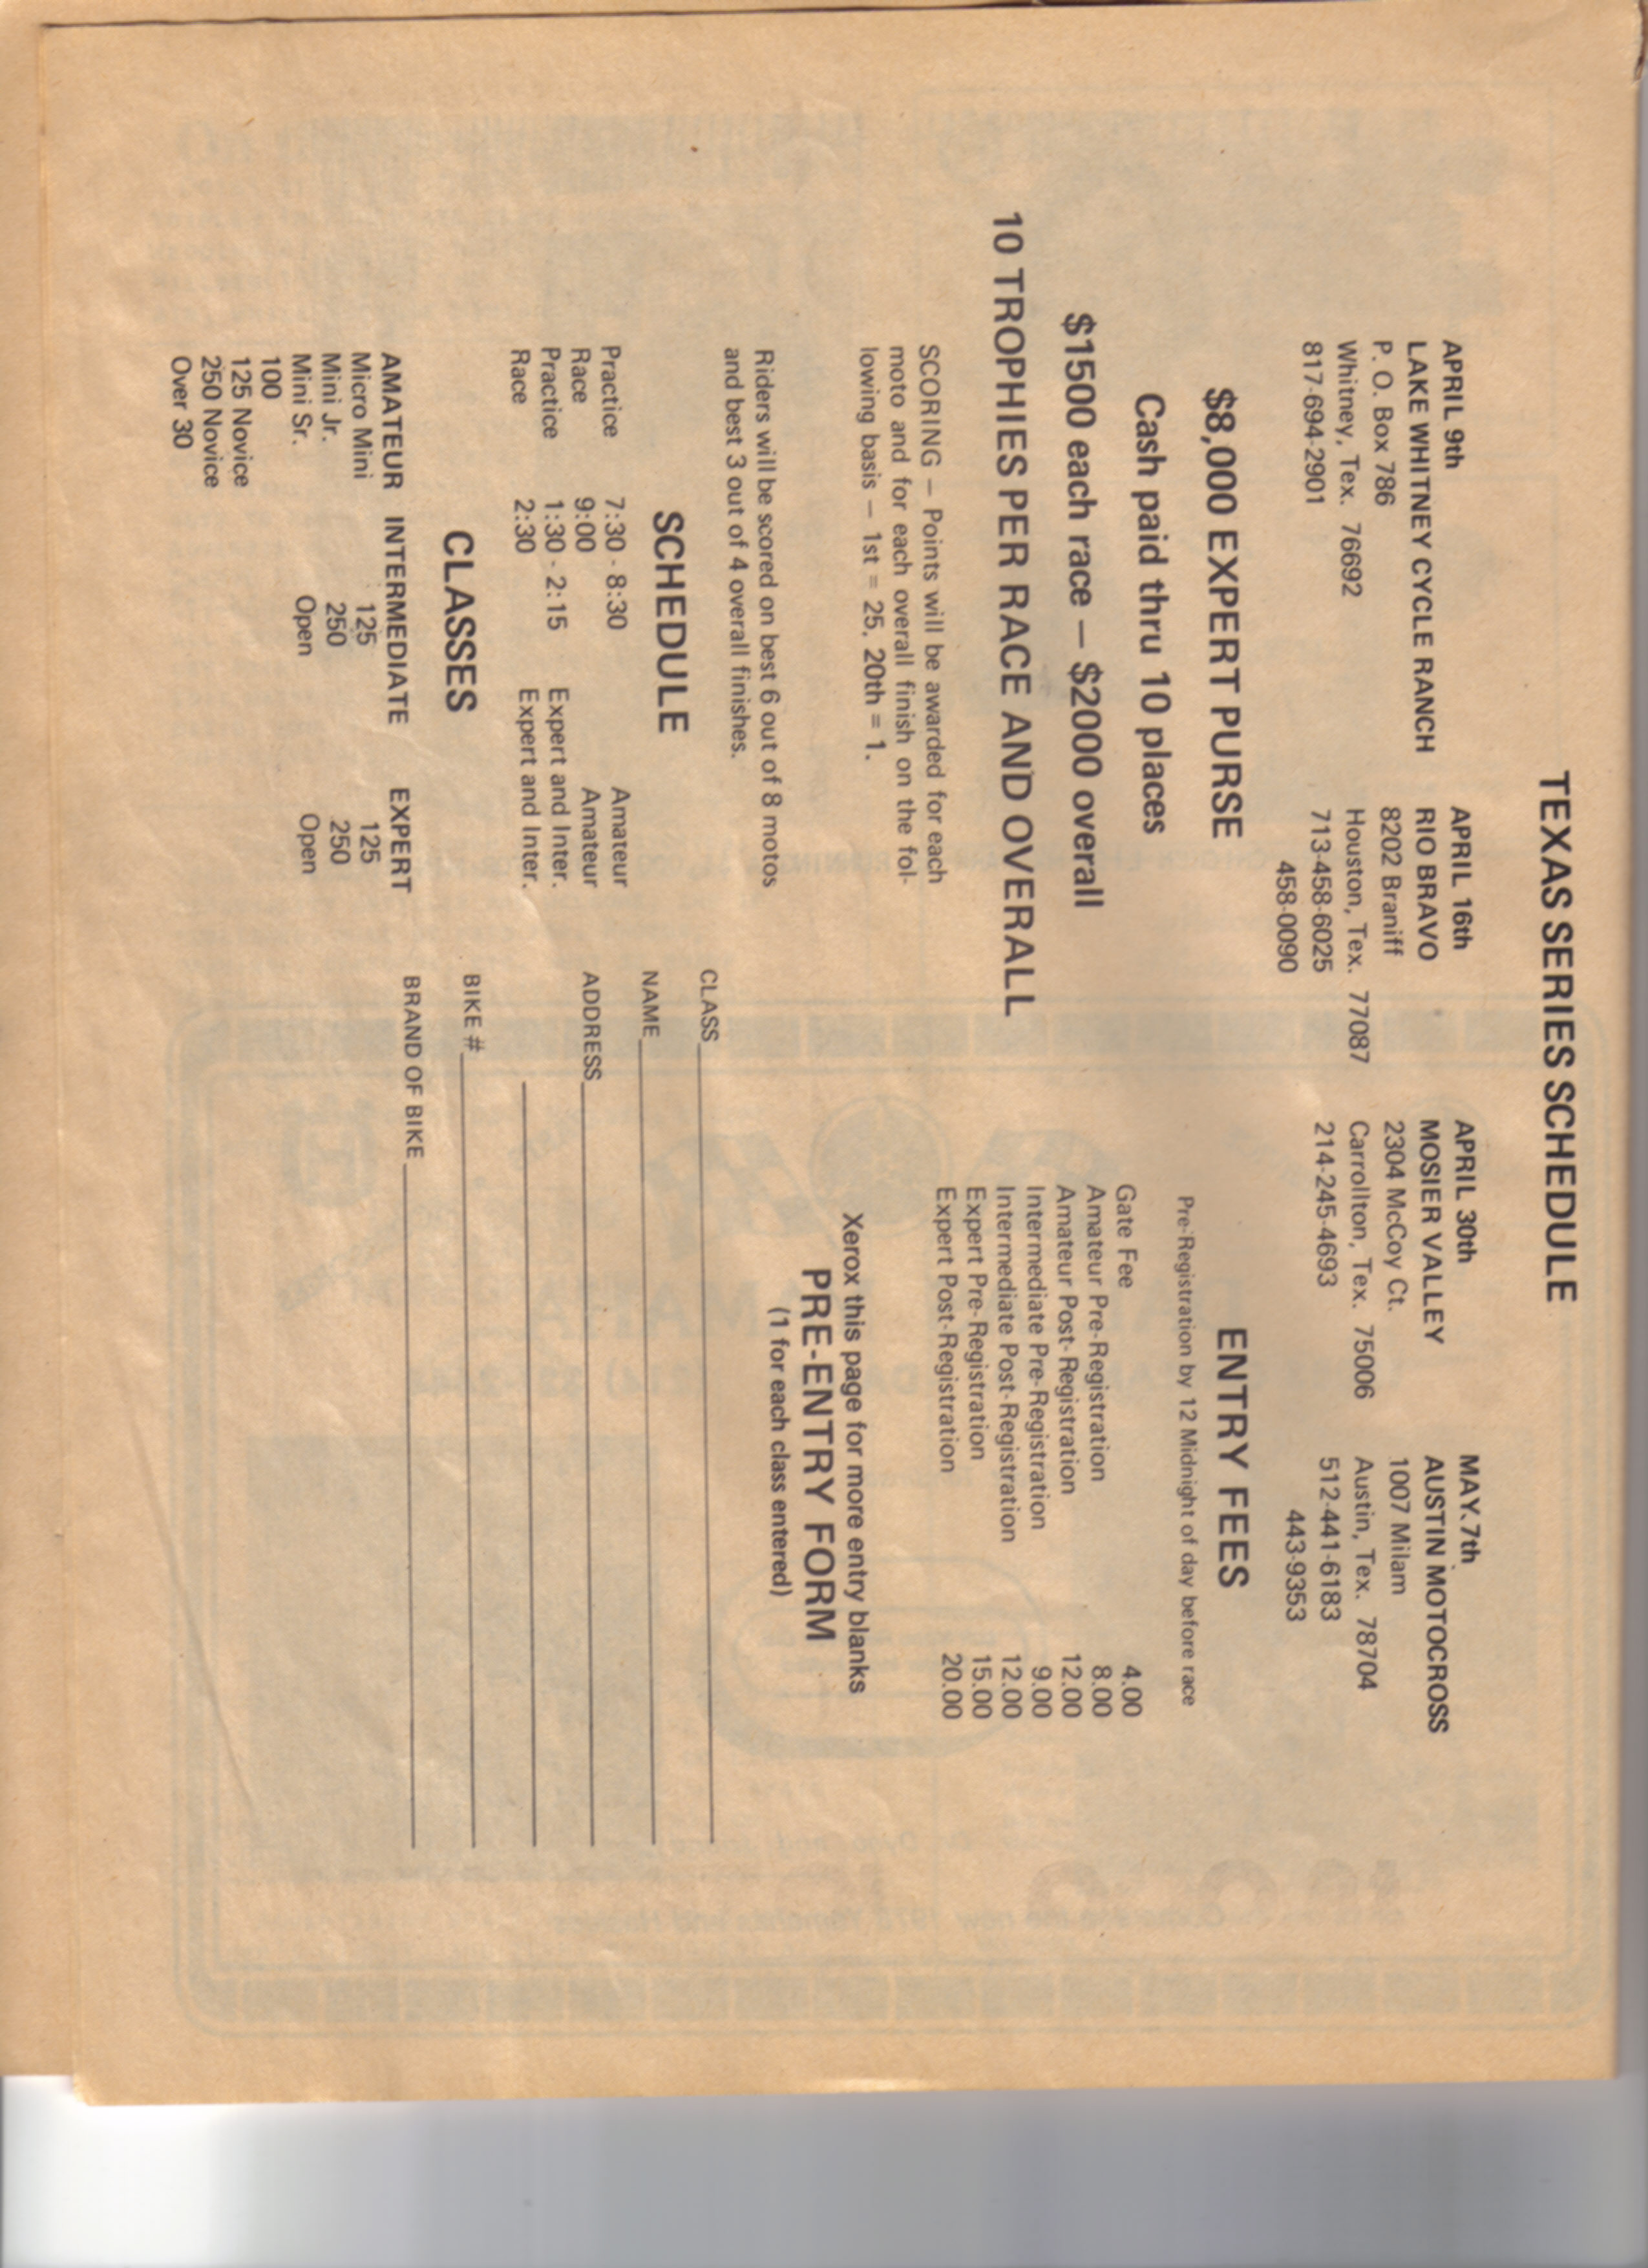 TEXAS SERIES SCHEDULE
APRIL 9th
LAKE WHITNEY CYCLE RANCH
P. O. Box 786
Whitney, Tex. 76692
817-694-2901
APRIL 16th
RIO BRAVO
8202 Braniff
Houston, Tex. 77087
713-458-6025
458-0090
APRIL 30th
MOSIER VALLEY
2304 McCoy Ct.
Carrollton, Tex. 75006
214-245-4693
MAY. 7th
AUSTIN MOTOCROSS
1007 Milam
Austin, Tex. 78704
512-441-6183
443-9353
$8,000 EXPERT PURSE
Cash paid thru 10 places
$1500 each race — $2000 overall
10 TROPHIES PER RACE AND OVERALL
SCORING — Points will be awarded for each
moto and for each overall finish on the fol-
lowing basis — 1st = 25, 20th = 1.
Riders will be scored on best 6 out of 8 motos
and best 3 out of 4 overall finishes.
SCHEDULE
Practice 7:30 - 8:30 Amateur
Race 9:00 Amateur
Practice 1:30 - 2:15 Expert and Inter.
Race 2:30 Expert and Inter.
CLASSES
AMATEUR INTERMEDIATE EXPERT
Micro Mini 125 125
Mini Jr. 250 250
Mini Sr. Open Open
100
125 Novice
250 Novice
Over 30
ENTRY FEES
Pre-Registration by 12 Midnight of day before race
Gate Fee 4.00
Amateur Pre-Registration 8.00
Amateur Post-Registration 12.00
Intermediate Pre-Registration 9.00
Intermediate Post-Registration 12.00
Expert Pre-Registration 15.00
Expert Post-Registration 20.00
Xerox this page for more entry blanks
PRE-ENTRY FORM
(1 for each class entered)
CLASS
NAME
ADDRESS
BIKE #
BRAND OF BIKE